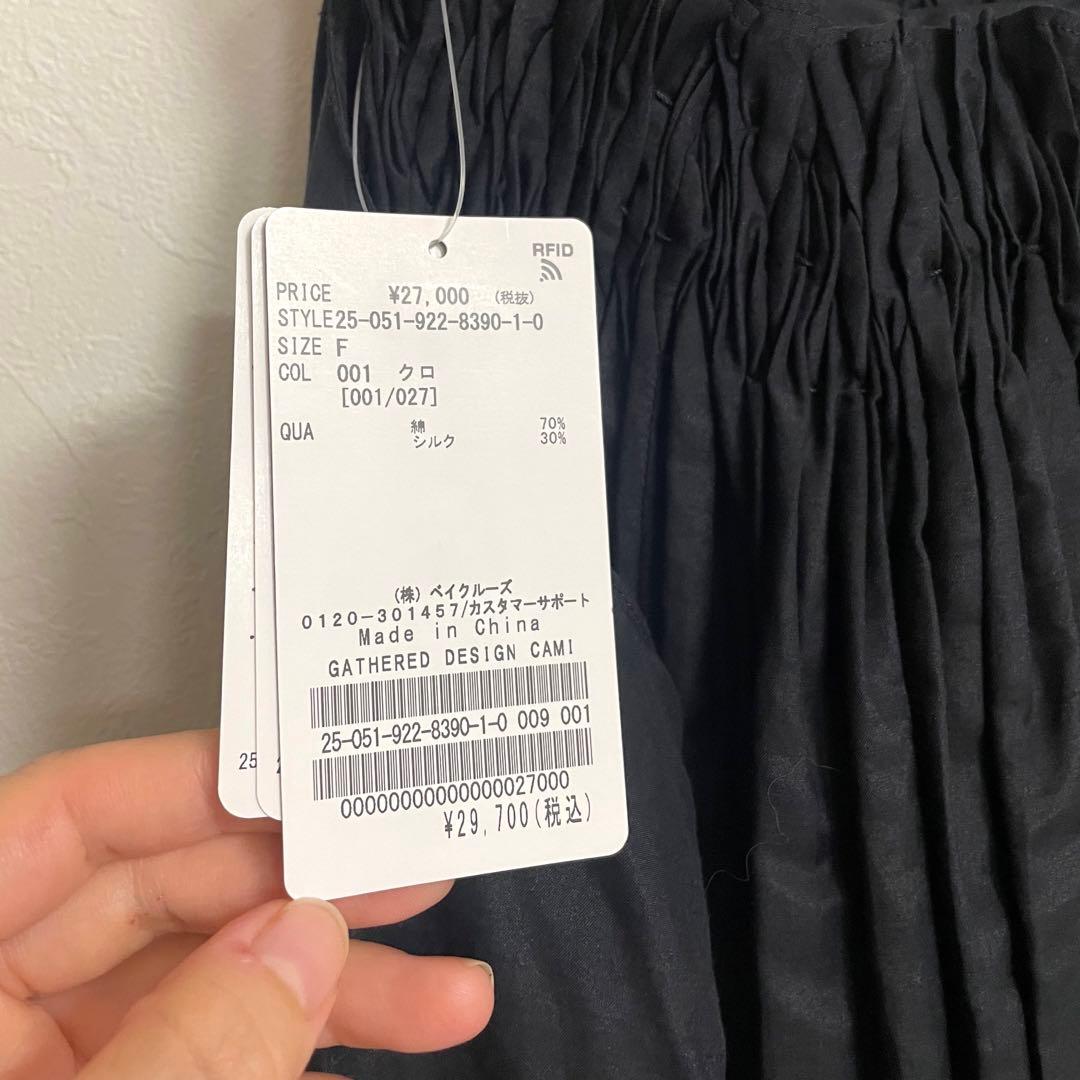 RFID
PRICE ¥27,000 (税抜)
STYLE25-051-922-8390-1-0
SIZE F
COL 001 クロ
[001/027]
QUA 綿 70%
シルク 30%
(株)ベイクルーズ
0120-301457/カスタマーサポート
Made in China
GATHERED DESIGN CAMI
25-051-922-8390-1-0 009 001
00000000000000027000
¥29,700(税込)
25